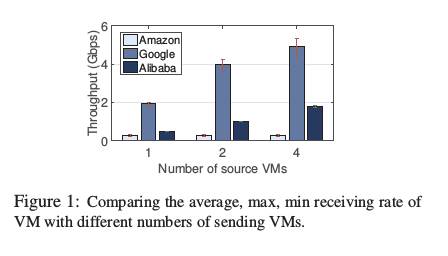 6
4
2
0
Throughput (Gbps)
Amazon
Google
Alibaba
1 2 4
Number of source VMs
Figure 1: Comparing the average, max, min receiving rate of
VM with different numbers of sending VMs.